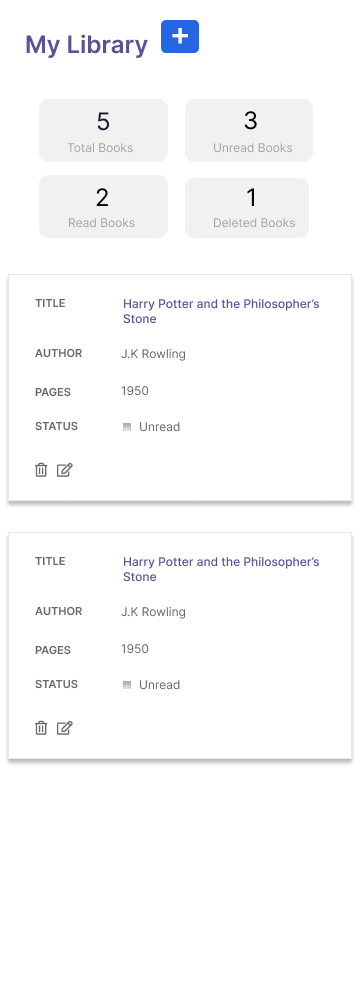 My Library +
5
Total Books
3
Unread Books
2
Read Books
1
Deleted Books
TITLE Harry Potter and the Philosopher's
Stone
AUTHOR J.K Rowling
PAGES 1950
STATUS Unread
TITLE Harry Potter and the Philosopher's
Stone
AUTHOR J.K Rowling
PAGES 1950
STATUS Unread